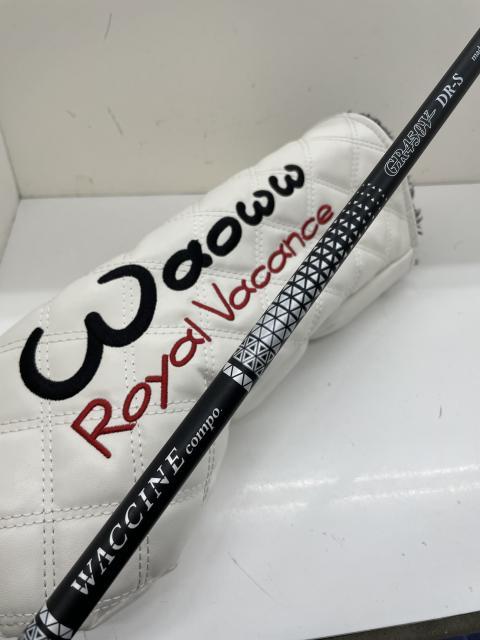 Waoww
Royal Vacance
WACCINE compo.
GR450V DR-S